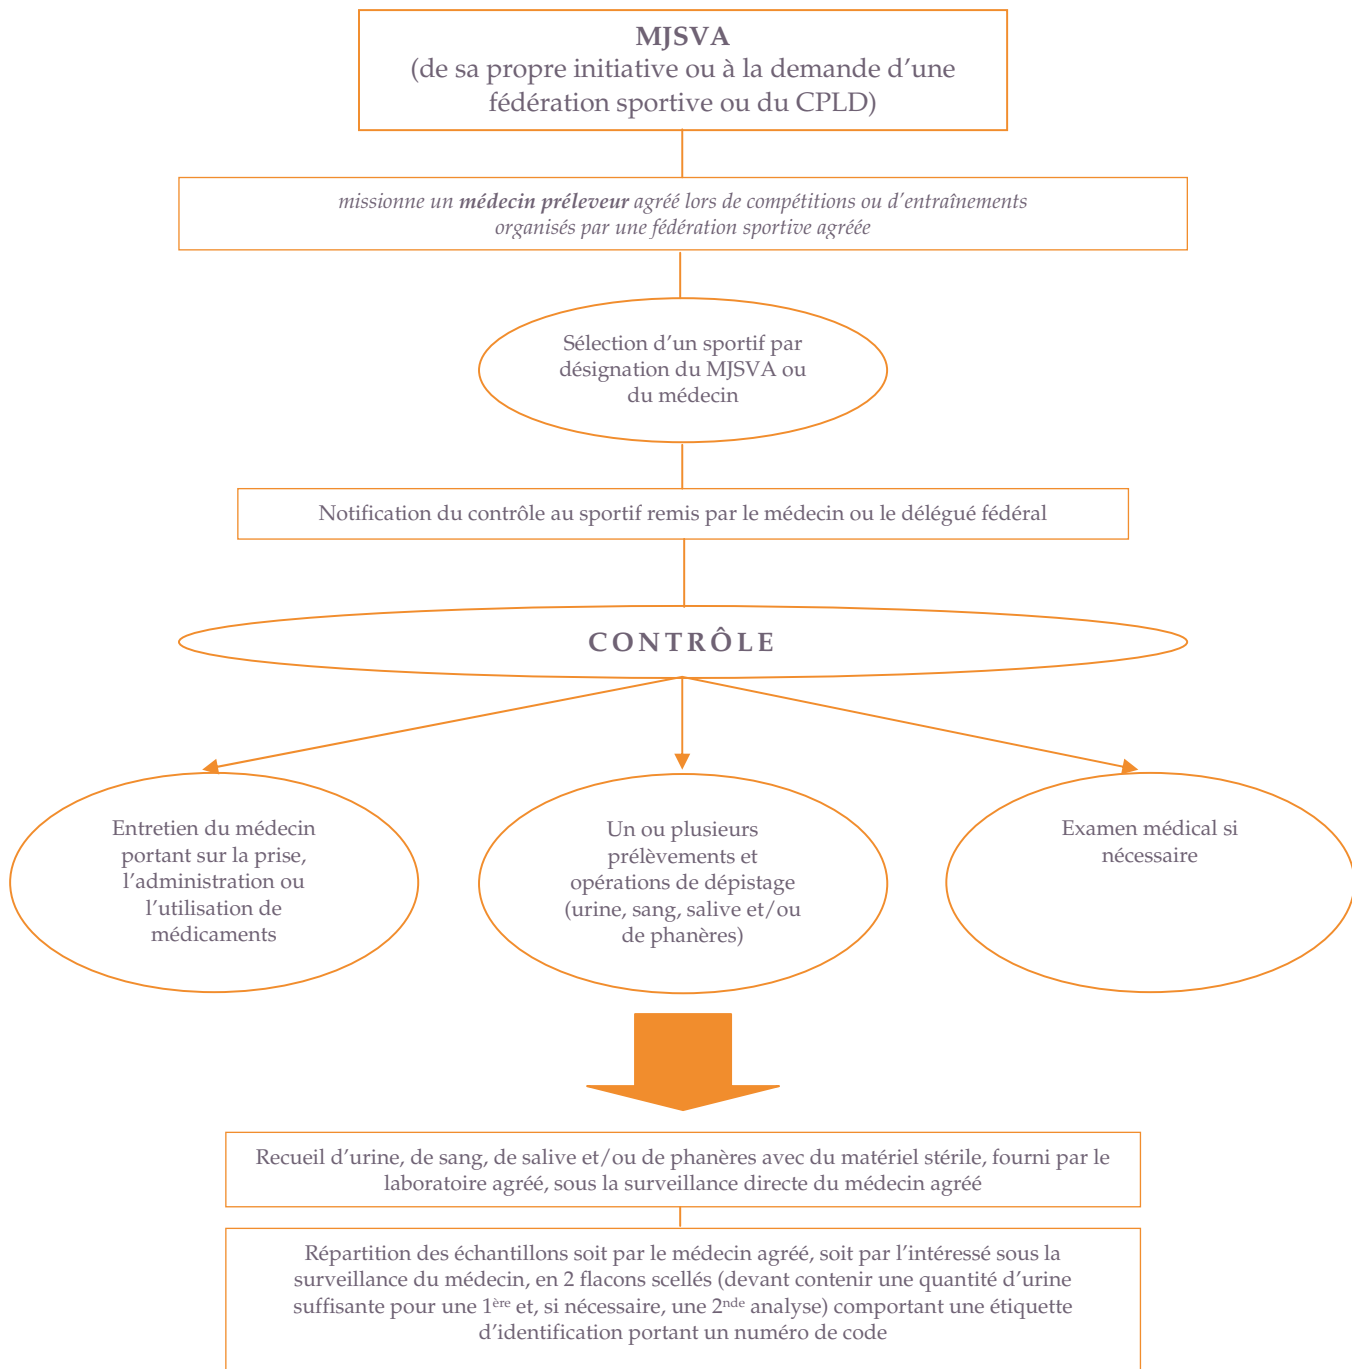 MJSVA
(de sa propre initiative ou à la demande d’une
fédération sportive ou du CPLD)
missionne un médecin préleveur agréé lors de compétitions ou d’entraînements
organisés par une fédération sportive agréée
Sélection d’un sportif par
désignation du MJSVA ou
du médecin
Notification du contrôle au sportif remis par le médecin ou le délégué fédéral
CONTRÔLE
Entretien du médecin
portant sur la prise,
l’administration ou
l’utilisation de
médicaments
Un ou plusieurs
prélèvements et
opérations de dépistage
(urine, sang, salive et/ou
de phanères)
Examen médical si
nécessaire
Recueil d’urine, de sang, de salive et/ou de phanères avec du matériel stérile, fourni par le
laboratoire agréé, sous la surveillance directe du médecin agréé
Répartition des échantillons soit par le médecin agréé, soit par l’intéressé sous la
surveillance du médecin, en 2 flacons scellés (devant contenir une quantité d’urine
suffisante pour une 1ère et, si nécessaire, une 2nde analyse) comportant une étiquette
d’identification portant un numéro de code